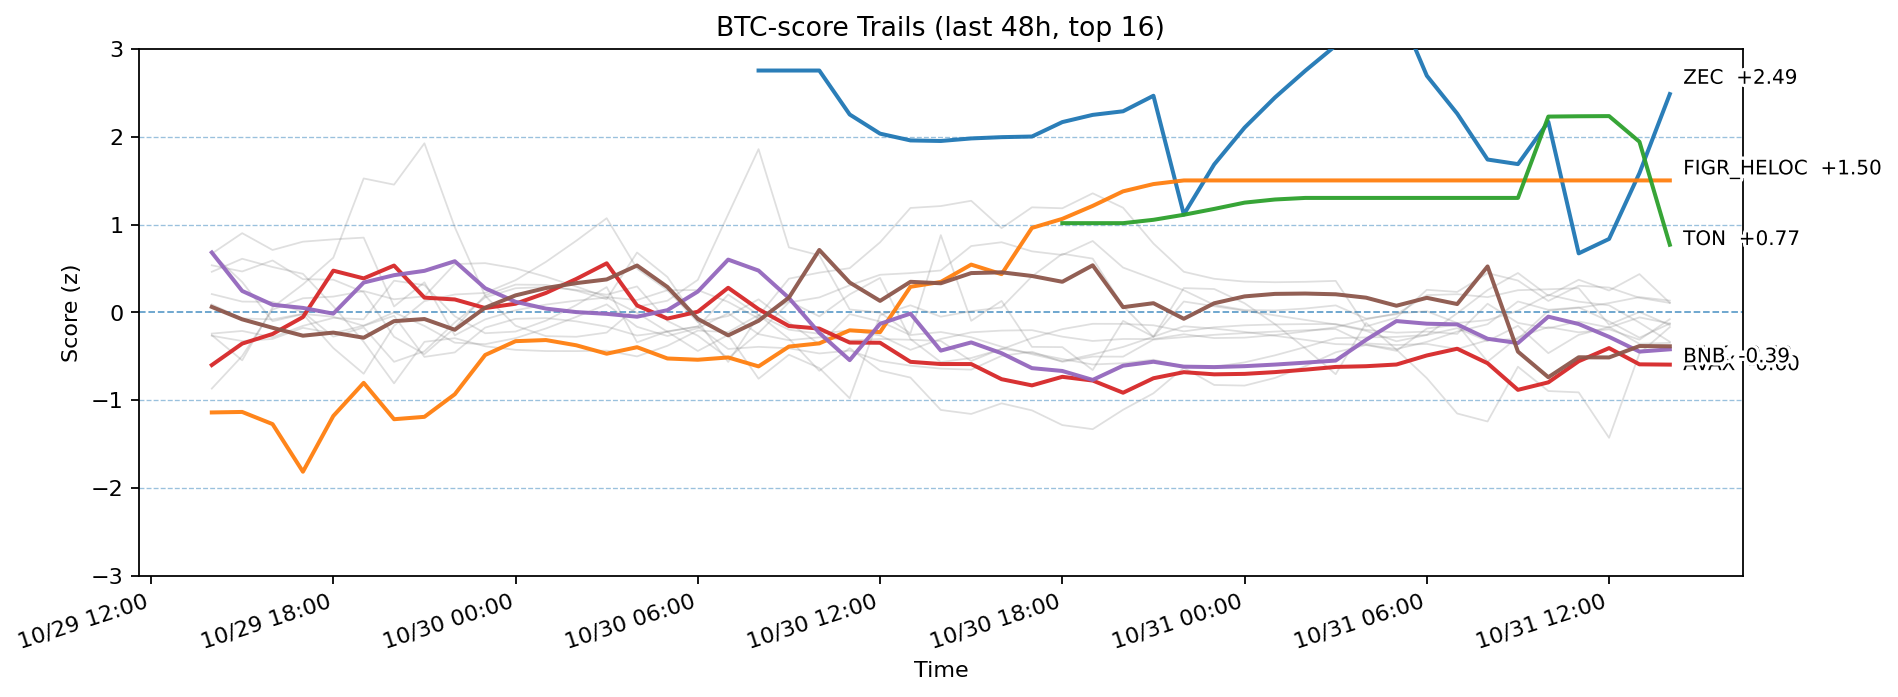 BTC-score Trails (last 48h, top 16)
Score (z)
3
2
1
0
−1
−2
−3
ZEC +2.49
FIGR_HELOC +1.50
TON +0.77
BNB -0.39
10/29 12:00
10/29 18:00
10/30 00:00
10/30 06:00
10/30 12:00
10/30 18:00
10/31 00:00
10/31 06:00
10/31 12:00
Time